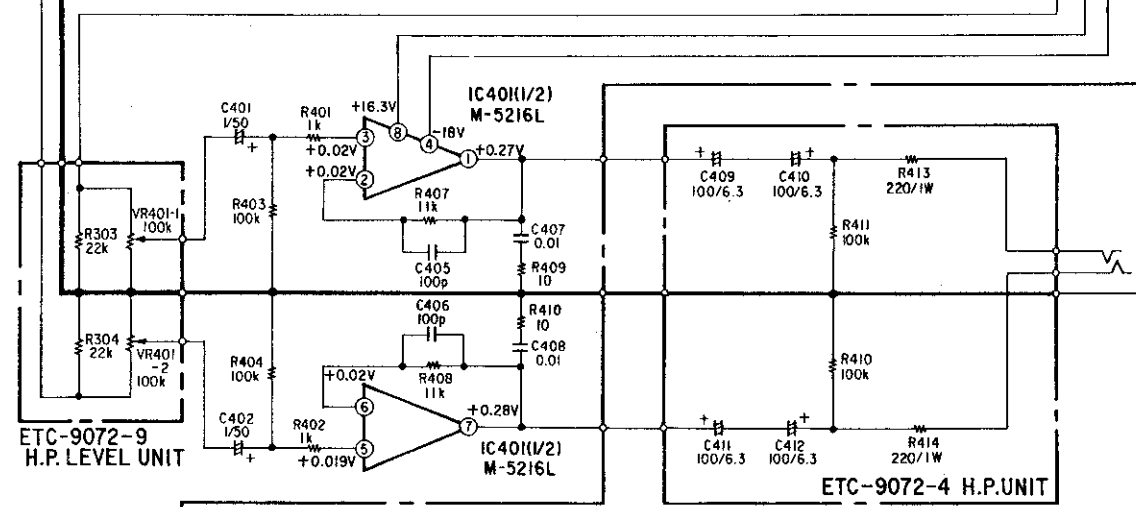 IC401(1/2)
M-5216L
C401
1/50
+
R401
1k
+16.3V
8
-18V
4
3
+0.02V
+0.02V
2
1
+0.27V
R403
100k
R407
11k
C405
100p
C407
0.01
R409
10
VR401-1
100k
R303
22k
R304
22k
VR401
-2
100k
C406
100p
R410
10
C408
0.01
R404
100k
R408
11k
+0.02V
6
7
+0.28V
C402
1/50
+
R402
1k
5
+0.019V
IC401(1/2)
M-5216L
ETC-9072-9
H.P. LEVEL UNIT
+
C409
100/6.3
+
C410
100/6.3
R413
220/1W
R411
100k
R410
100k
+
C411
100/6.3
+
C412
100/6.3
R414
220/1W
ETC-9072-4 H.P.UNIT